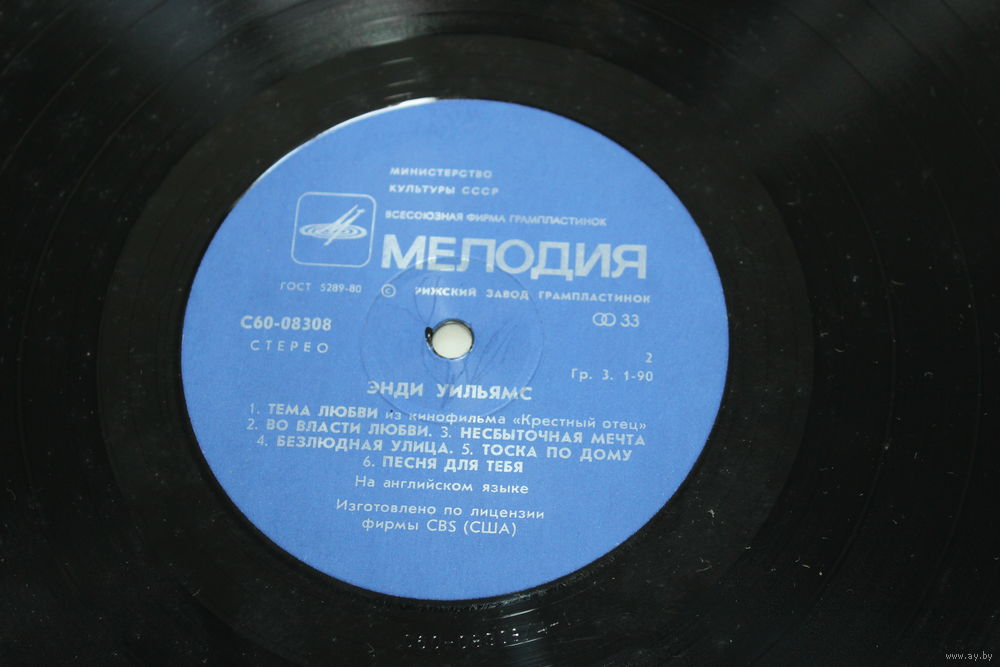 МИНИСТЕРСТВО
КУЛЬТУРЫ СССР
ВСЕСОЮЗНАЯ ФИРМА ГРАМПЛАСТИНОК
МЕЛОДИЯ
ГОСТ 5289-80 © РИЖСКИЙ ЗАВОД ГРАМПЛАСТИНОК
С60-08308
33
СТЕРЕО
2
Гр. 3. 1-90
ЭНДИ УИЛЬЯМС
1. ТЕМА ЛЮБВИ из кинофильма «Крестный отец»
2. ВО ВЛАСТИ ЛЮБВИ. 3. НЕСБЫТОЧНАЯ МЕЧТА
4. БЕЗЛЮДНАЯ УЛИЦА. 5. ТОСКА ПО ДОМУ
6. ПЕСНЯ ДЛЯ ТЕБЯ
На английском языке
Изготовлено по лицензии
фирмы CBS (США)
www.ay.by